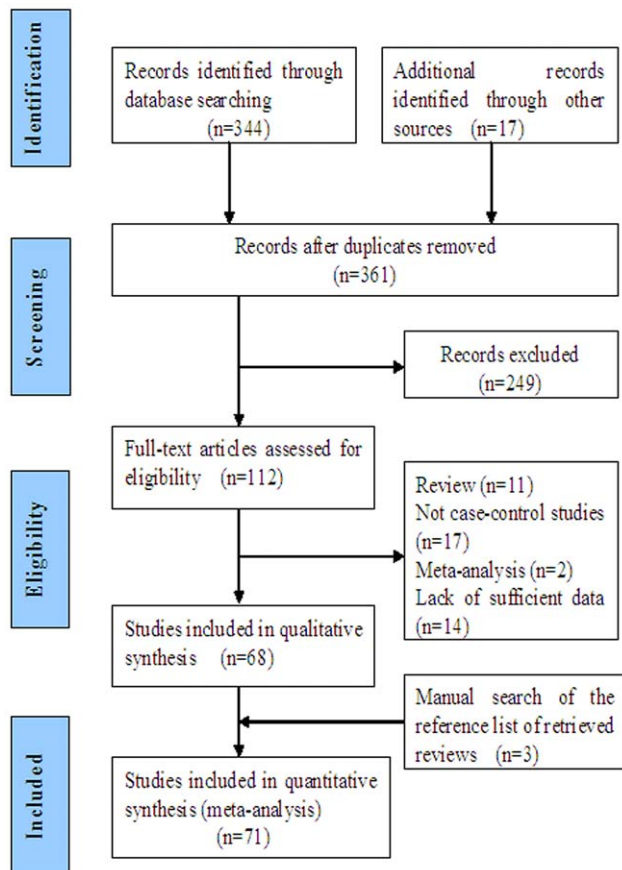 Identification
Records identified through
database searching
(n=344)
Additional records
identified through other
sources (n=17)
Screening
Records after duplicates removed
(n=361)
Records excluded
(n=249)
Full-text articles assessed for
eligibility (n=112)
Eligibility
Review (n=11)
Not case-control studies
(n=17)
Meta-analysis (n=2)
Lack of sufficient data
(n=14)
Studies included in qualitative
synthesis (n=68)
Manual search of the
reference list of retrieved
reviews (n=3)
Included
Studies included in quantitative
synthesis (meta-analysis)
(n=71)